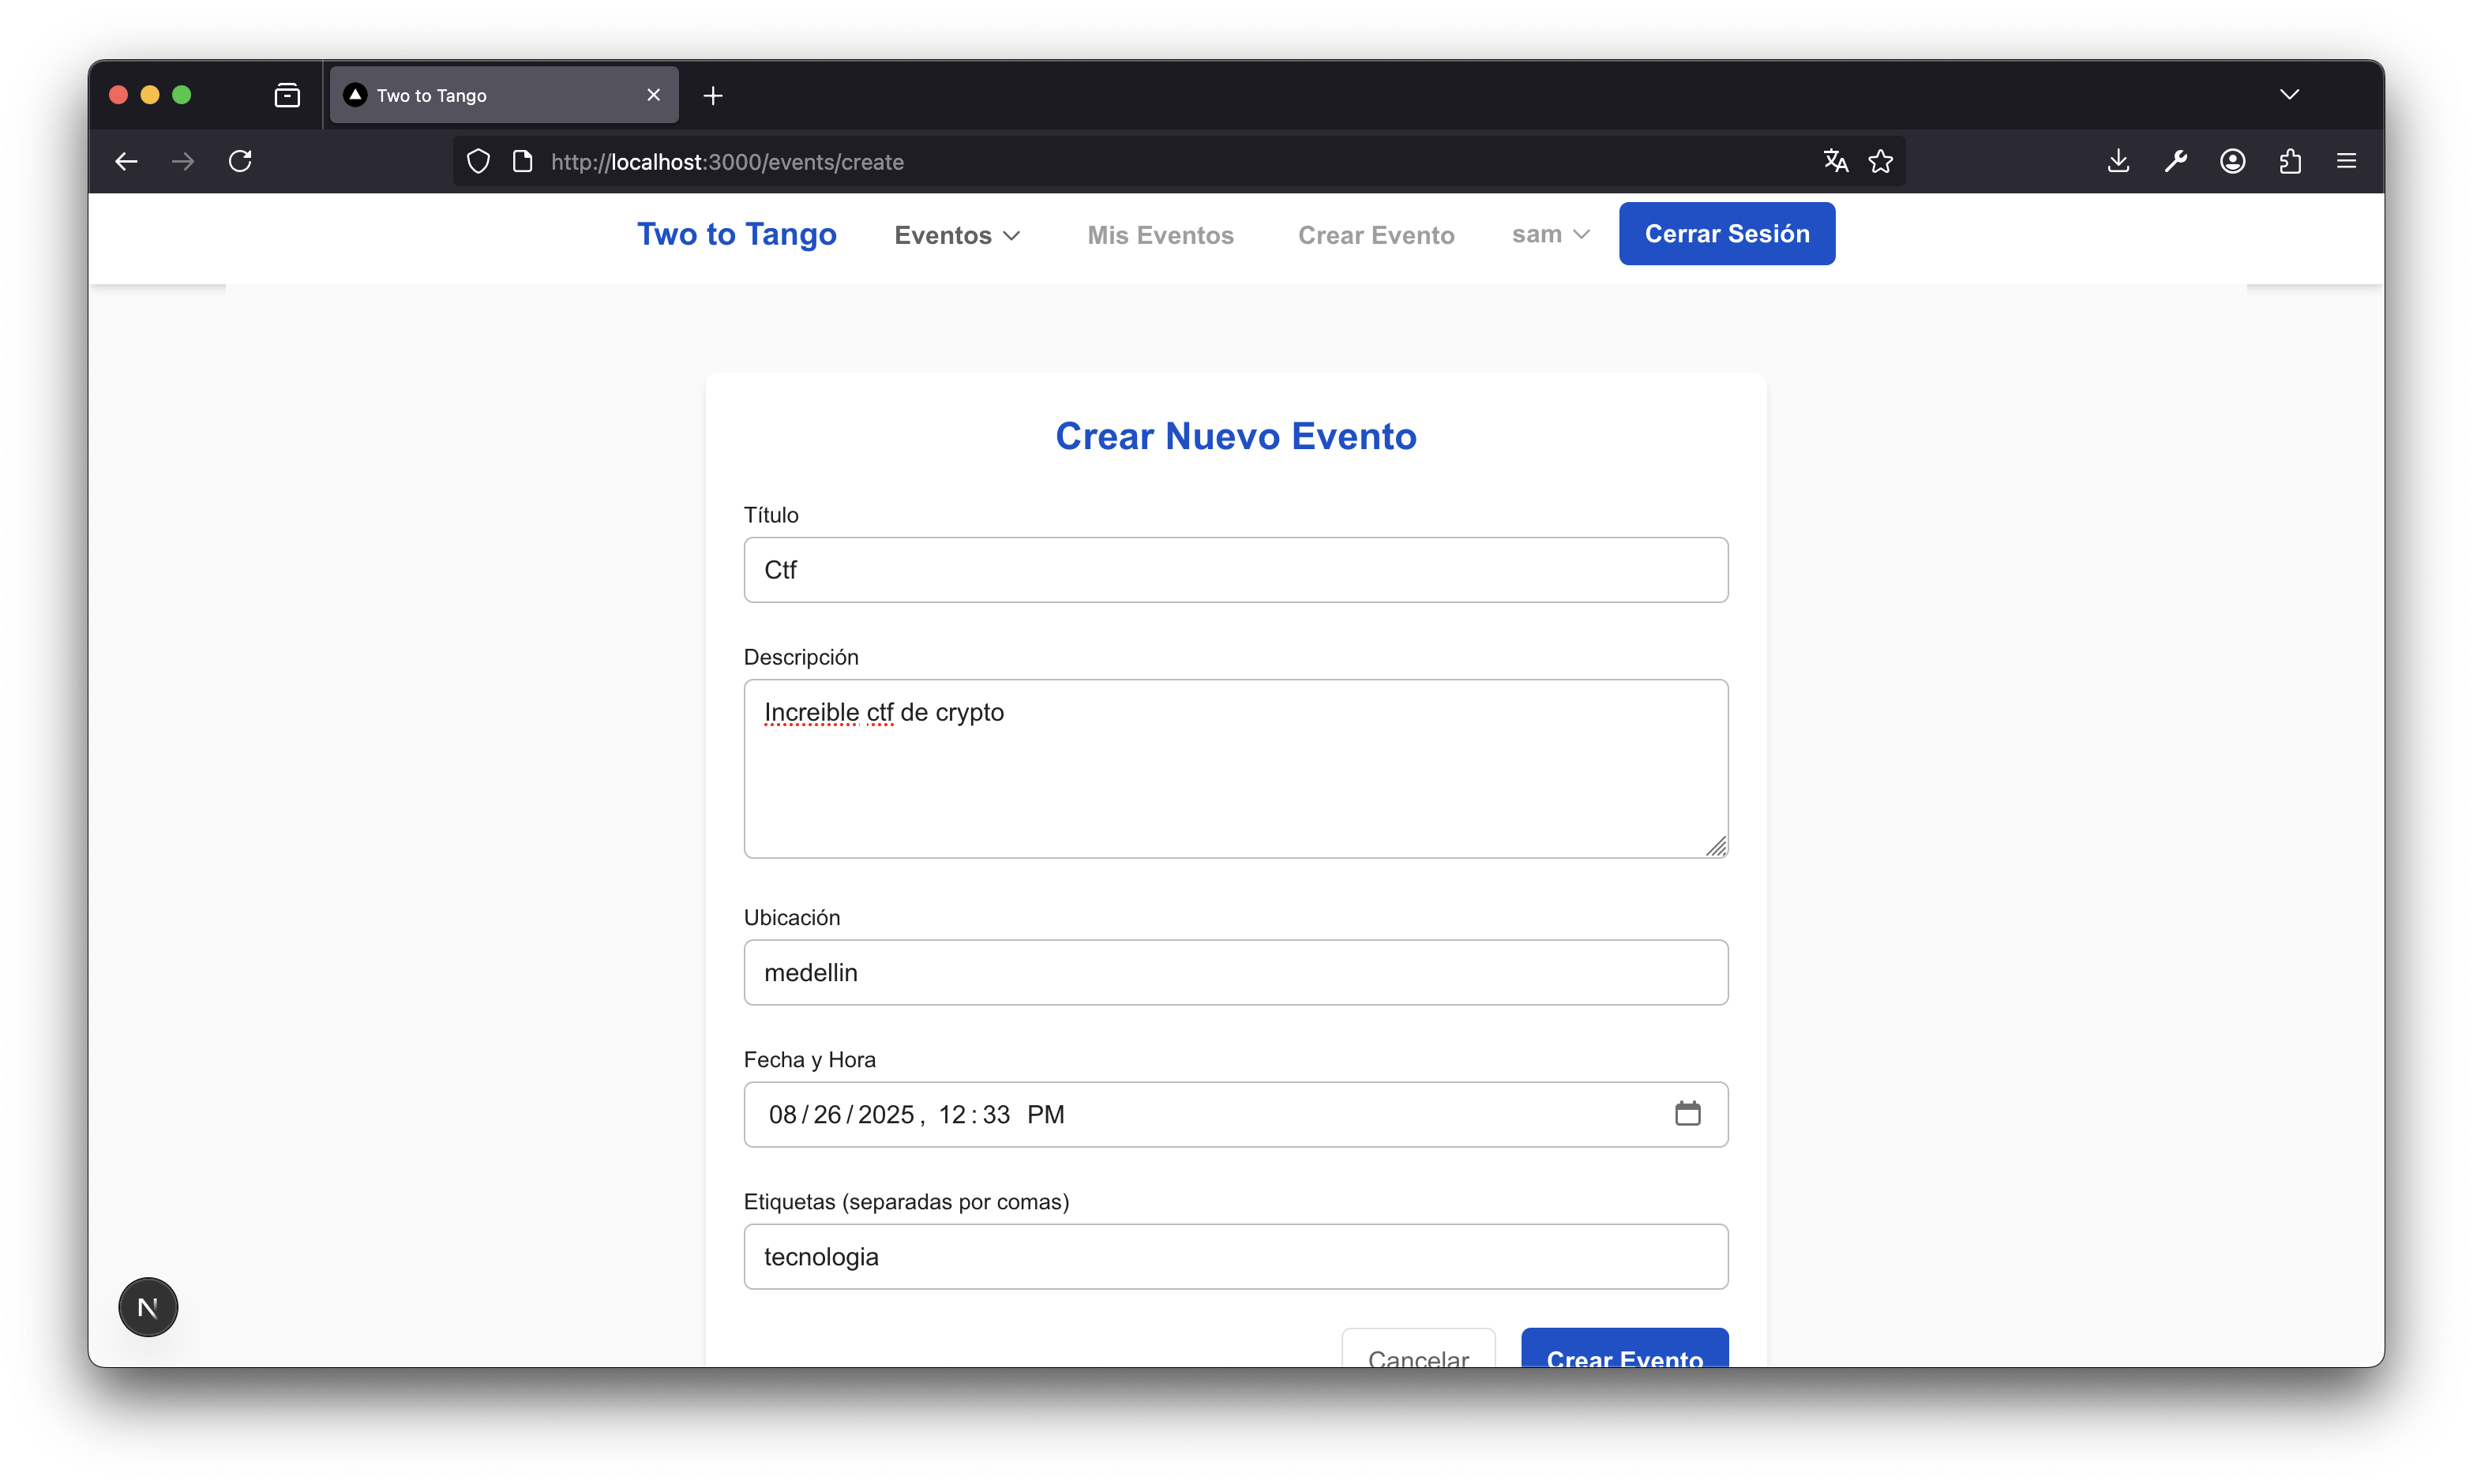 Two to Tango
http://localhost:3000/events/create
Two to Tango Eventos Mis Eventos Crear Evento sam Cerrar Sesión
Crear Nuevo Evento
Título
Ctf
Descripción
Increible ctf de crypto
Ubicación
medellin
Fecha y Hora
08/26/2025, 12:33 PM
Etiquetas (separadas por comas)
tecnologia
N
Cancelar Crear Evento